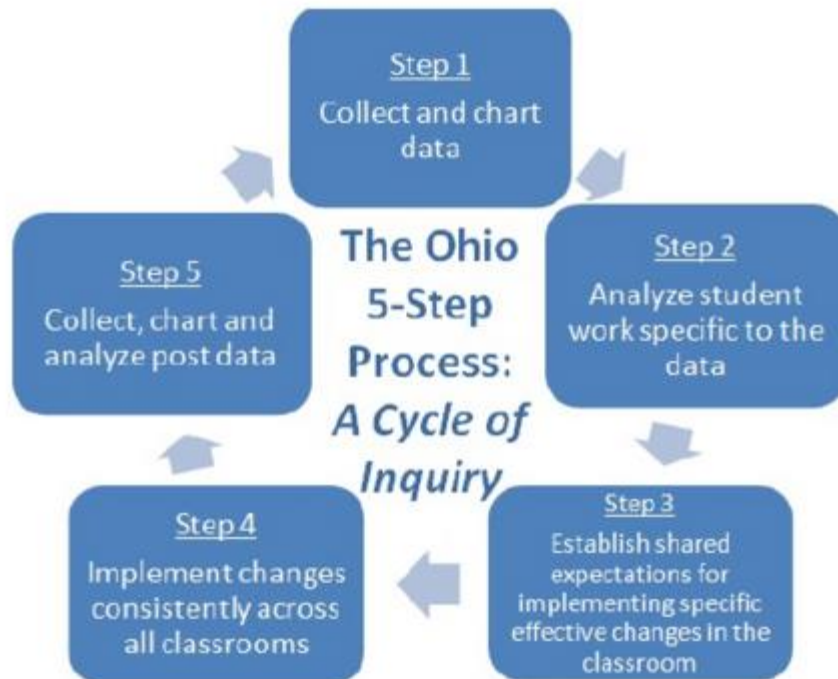 Step 1
Collect and chart
data
Step 2
Analyze student
work specific to the
data
Step 3
Establish shared
expectations for
implementing specific
effective changes in the
classroom
Step 4
Implement changes
consistently across
all classrooms
Step 5
Collect, chart and
analyze post data
The Ohio
5-Step
Process:
A Cycle of
Inquiry